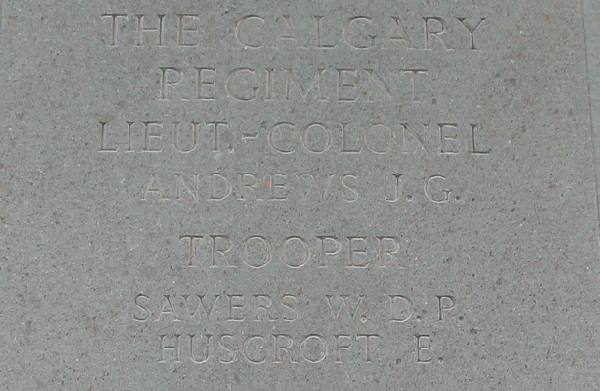 THE CALGARY
REGIMENT
LIEUT.-COLONEL
ANDREWS J.G.
TROOPER
SAWERS W. D. P.
HUSCROFT E.